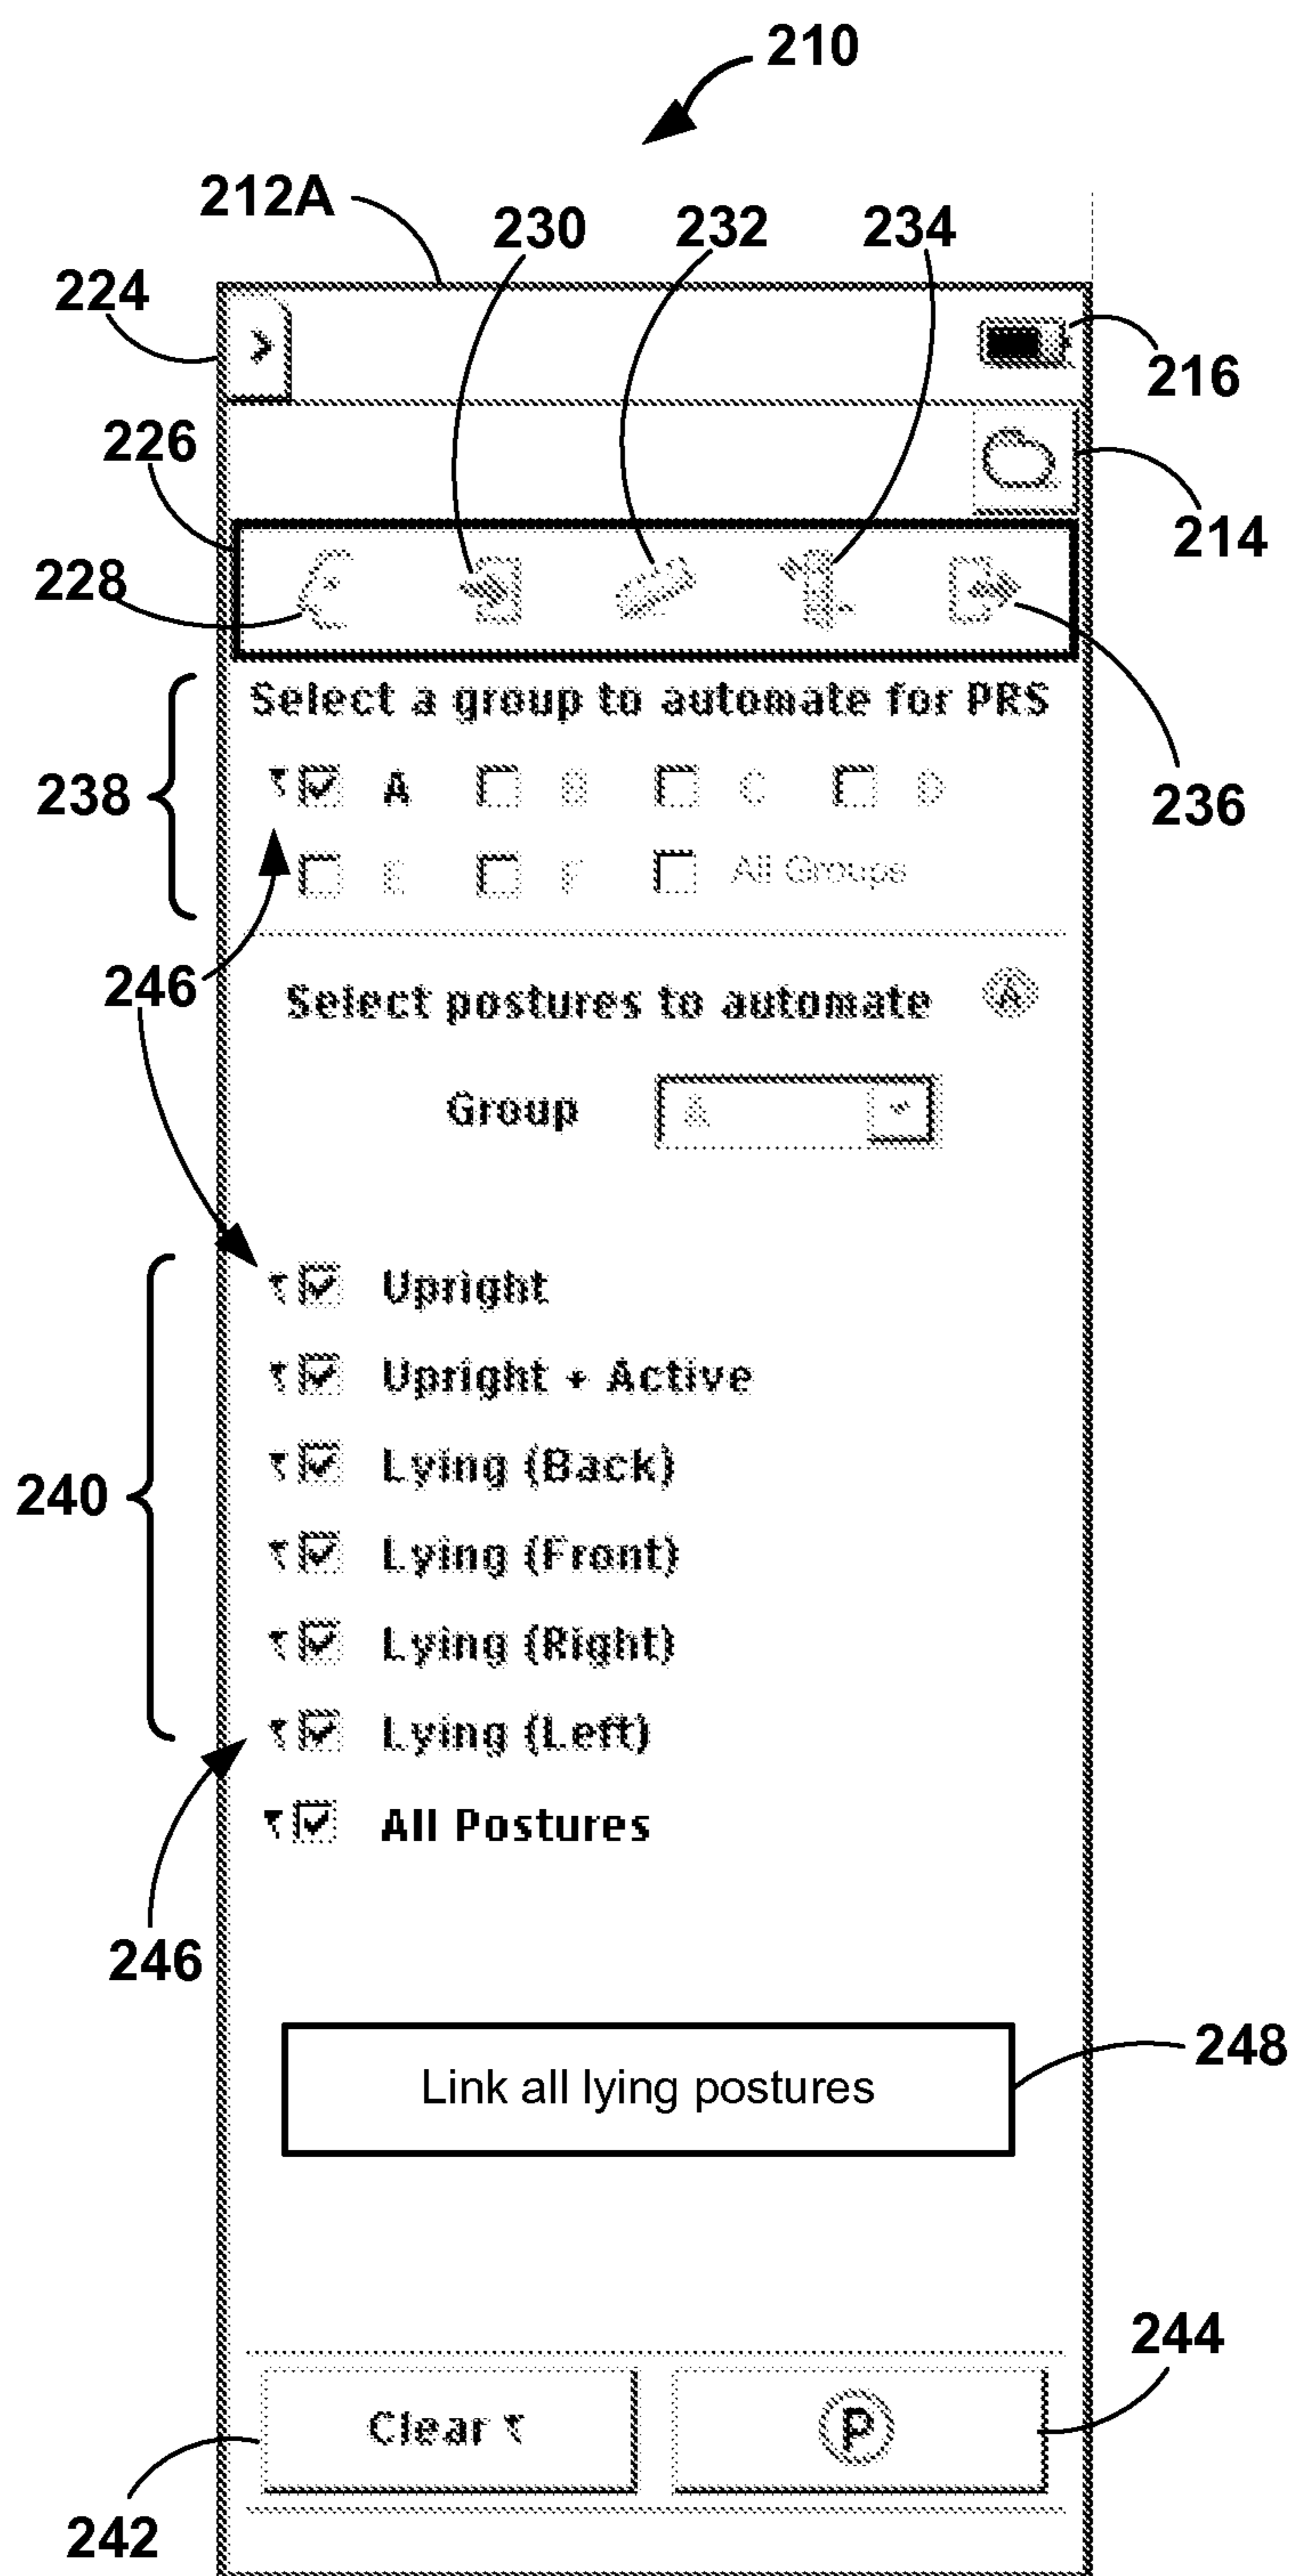 210
212A
230 232 234
224
216
226
214
228
Select a group to automate for PRS
238
A B C D
236
E F All Groups
246
Select postures to automate A
Group A
Upright
Upright + Active
Lying (Back)
240
Lying (Front)
Lying (Right)
Lying (Left)
All Postures
246
248
Link all lying postures
244
Clear P
242